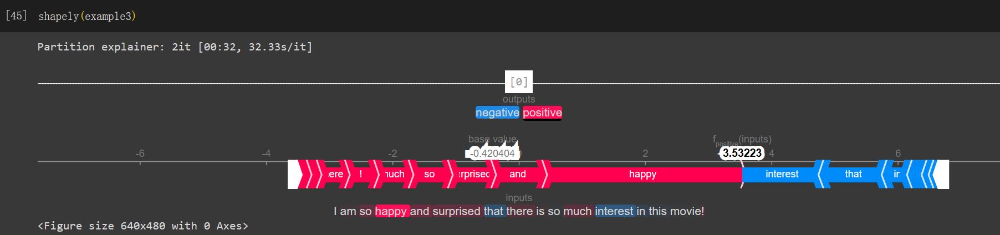 [45] shapely(example3)
Partition explainer: 2it [00:32, 32.33s/it]
[0]
outputs
negative positive
base value f positive(inputs)
-6 -4 -2 -0.420404 0 2 3.53223 4 6
ere ! nuch so ırprised and happy interest that in
inputs
I am so happy and surprised that there is so much interest in this movie!
<Figure size 640x480 with 0 Axes>